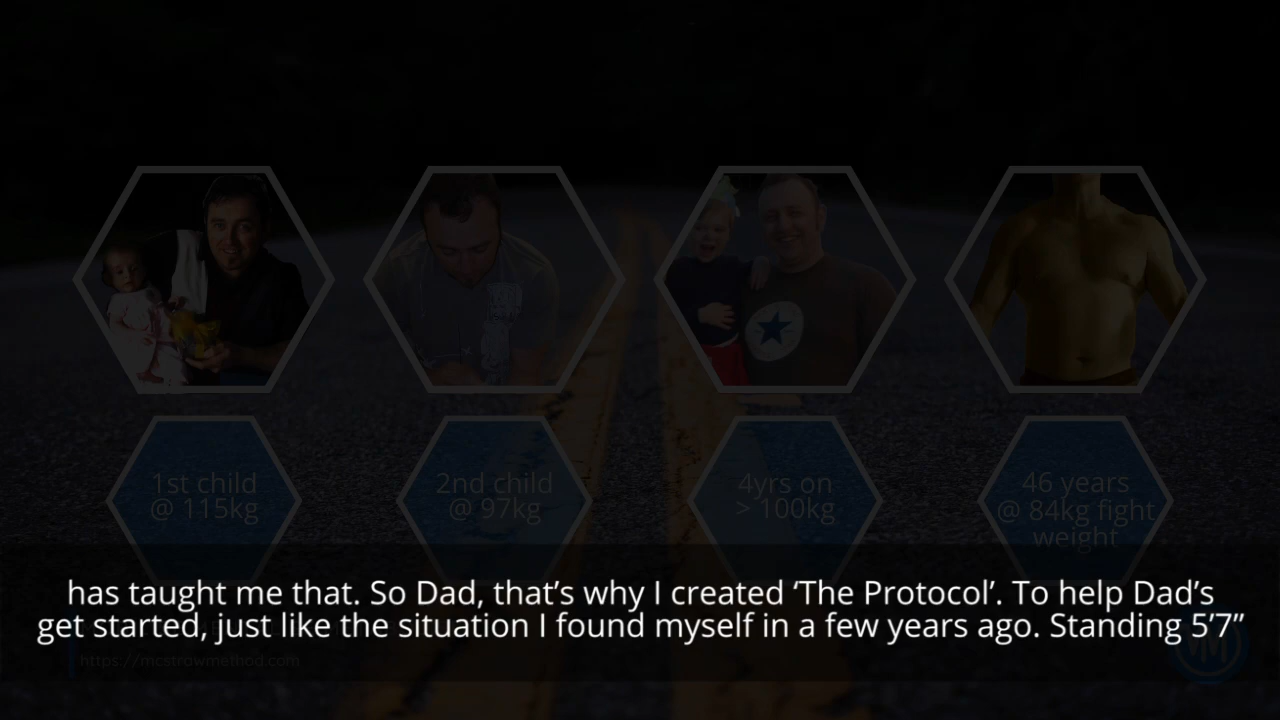 1st child
@ 115kg
2nd child
@ 97kg
4yrs on
> 100kg
46 years
@ 84kg fight
weight
has taught me that. So Dad, that’s why I created ‘The Protocol’. To help Dad’s
get started, just like the situation I found myself in a few years ago. Standing 5’7”
https://mcstrawmethod.com